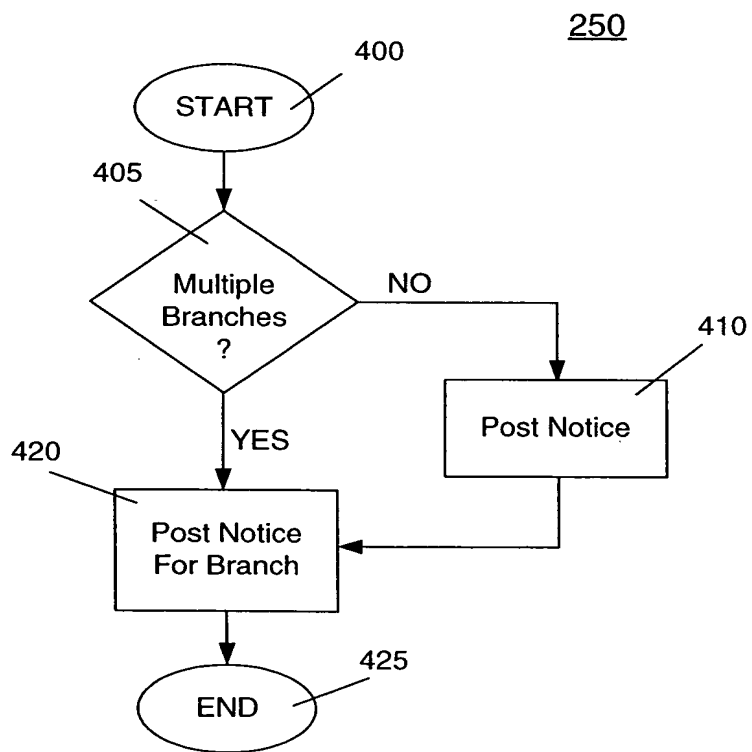 250
400
START
405
Multiple
Branches
?
NO
410
Post Notice
YES
420
Post Notice
For Branch
425
END